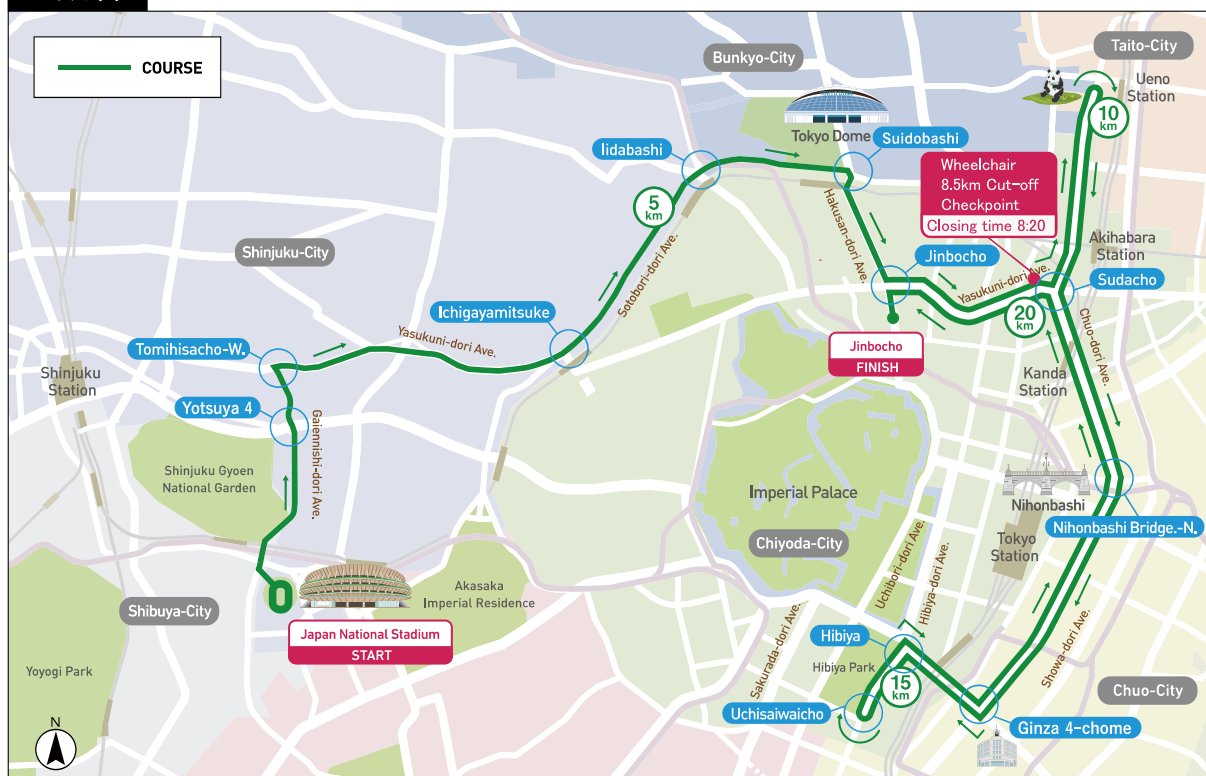 COURSE
Bunkyo-City
Taito-City
Ueno
Station
10
km
Tokyo Dome
Suidobashi
Iidabashi
Wheelchair
8.5km Cut-off
Checkpoint
Closing time 8:20
5
km
Hakusan-dori Ave.
Akihabara
Station
Shinjuku-City
Sotobori-dori Ave.
Jinbocho
Yasukuni-dori Ave.
Sudacho
Ichigayamitsuke
20
km
Chuo-dori Ave.
Yasukuni-dori Ave.
Tomihisacho-W.
Jinbocho
FINISH
Kanda
Station
Shinjuku
Station
Yotsuya 4
Gaiennishi-dori Ave.
Shinjuku Gyoen
National Garden
Imperial Palace
Nihonbashi
Nihonbashi Bridge.-N.
Tokyo
Station
Chiyoda-City
Uchibori-dori Ave.
Hibiya-dori Ave.
Akasaka
Imperial Residence
Shibuya-City
Japan National Stadium
START
Sakurada-dori Ave.
Hibiya
Showa-dori Ave.
Hibiya Park
Yoyogi Park
15
km
Chuo-City
Uchisaiwaicho
Ginza 4-chome
N